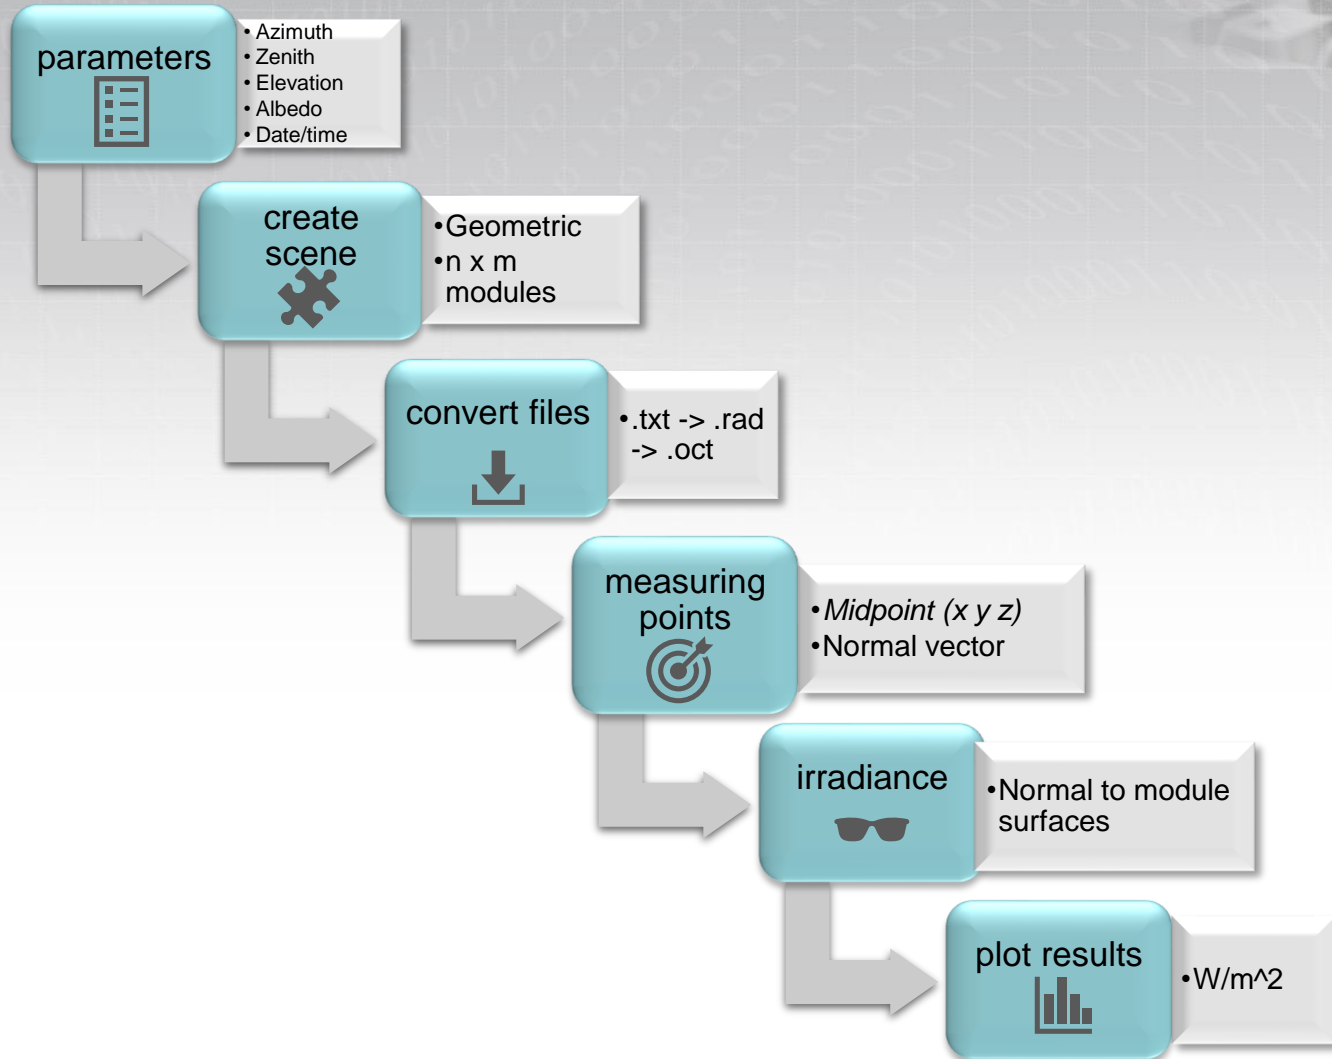 parameters
• Azimuth
• Zenith
• Elevation
• Albedo
• Date/time
create
scene
•Geometric
•n x m
modules
convert files
•.txt -> .rad
-> .oct
measuring
points
•Midpoint (x y z)
•Normal vector
irradiance
•Normal to module
surfaces
plot results
•W/m^2